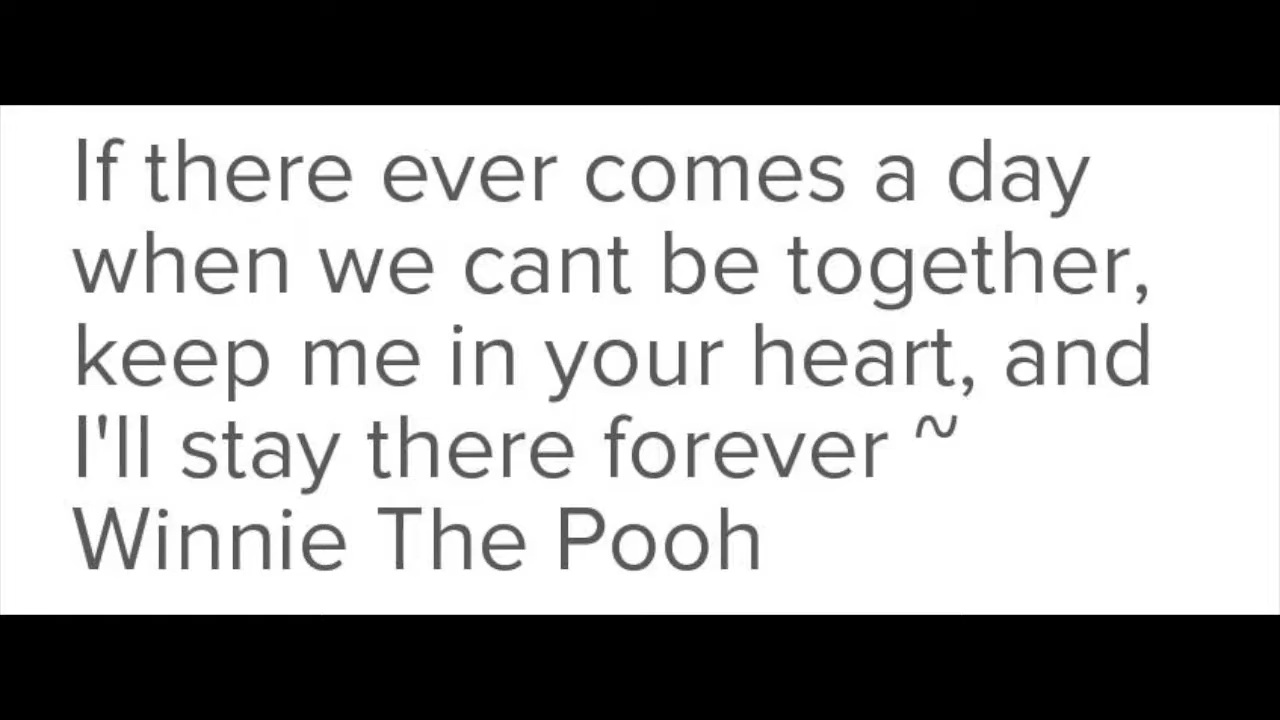 If there ever comes a day
when we cant be together,
keep me in your heart, and
I'll stay there forever ~
Winnie The Pooh